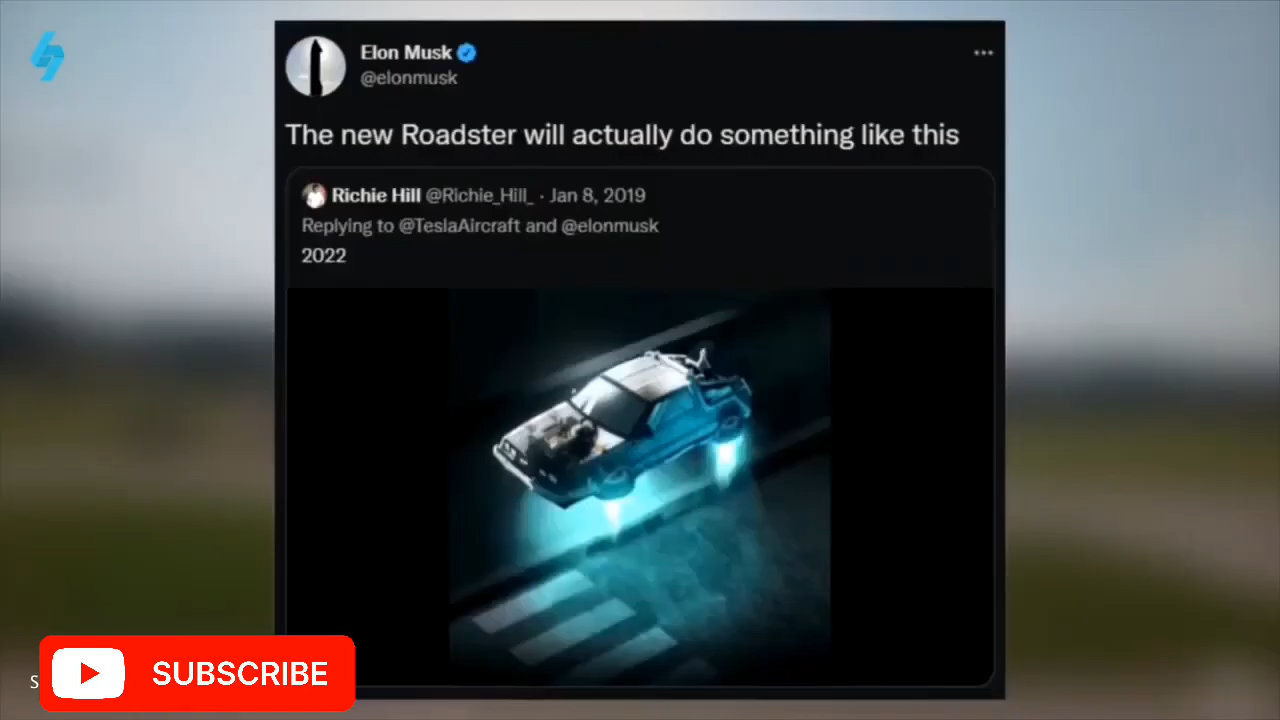 Elon Musk
@elonmusk
The new Roadster will actually do something like this
Richie Hill @Richie_Hill_ · Jan 8, 2019
Replying to @TeslaAircraft and @elonmusk
2022
S
SUBSCRIBE